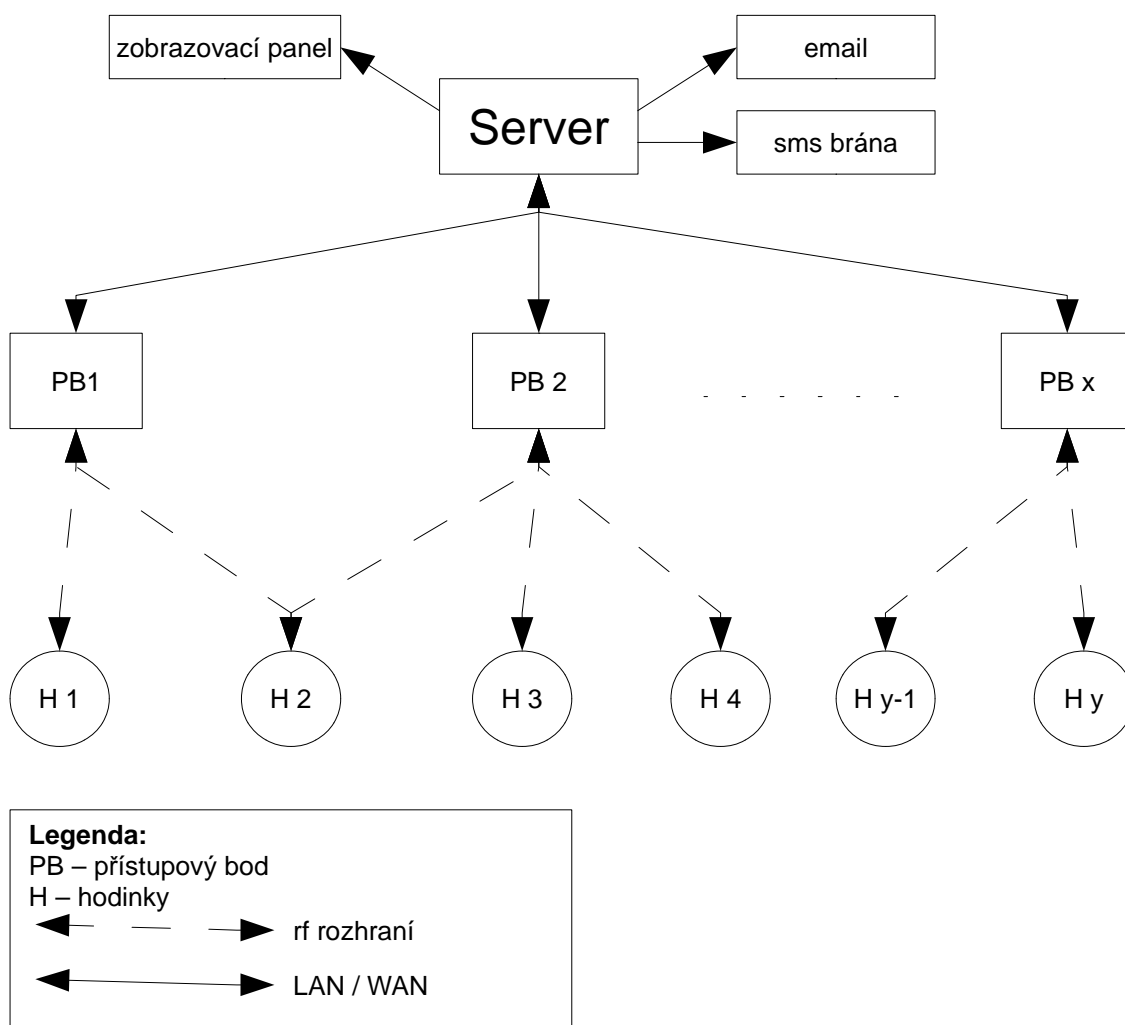 zobrazovací panel
email
Server
sms brána
PB1
PB 2
PB x
H 1
H 2
H 3
H 4
H y-1
H y
Legenda:
PB – přístupový bod
H – hodinky
rf rozhraní
LAN / WAN